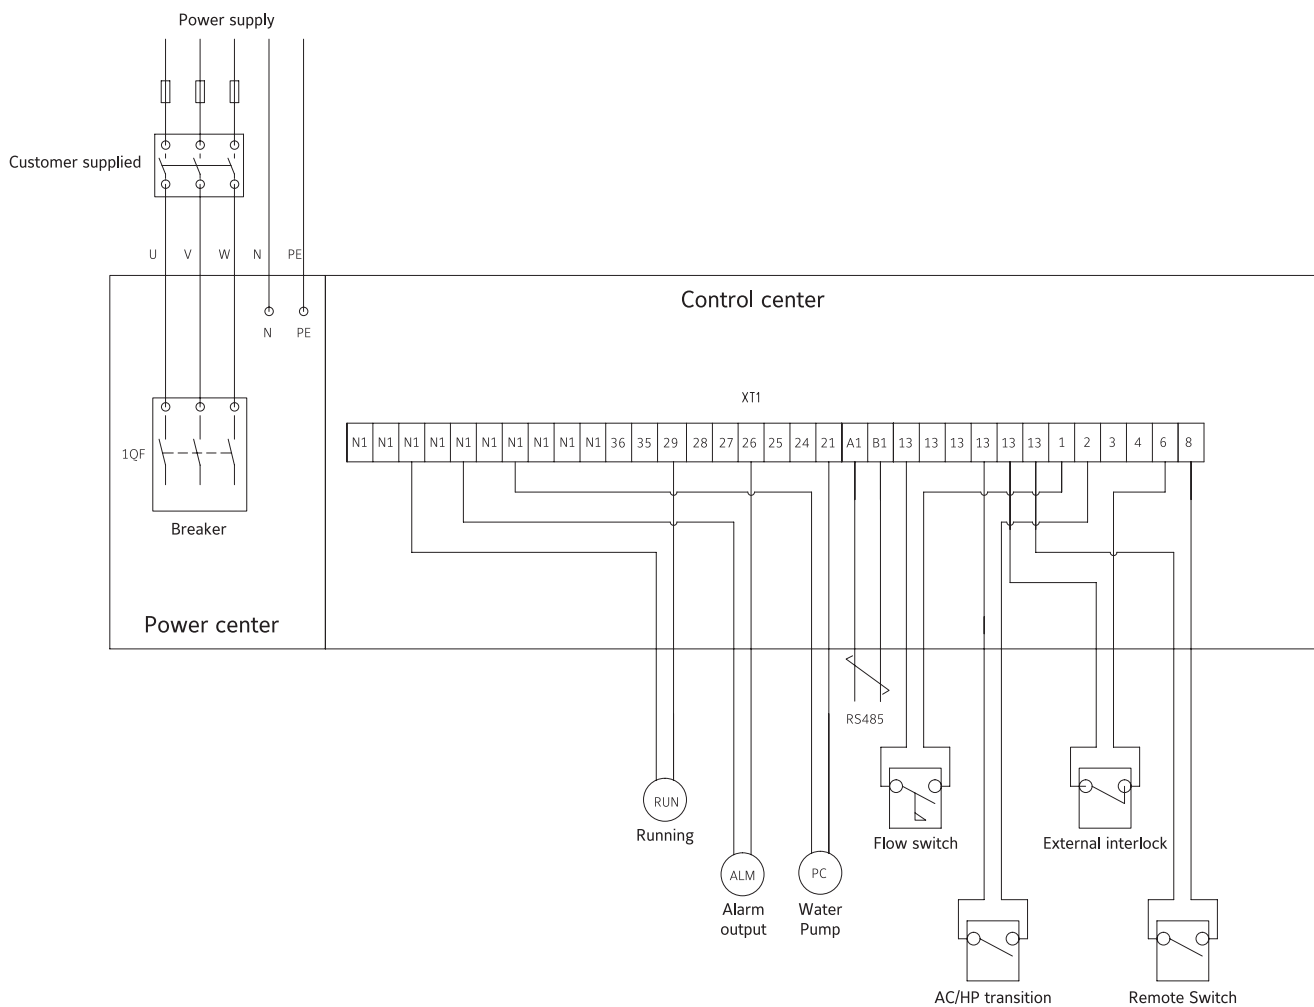 Power supply
Customer supplied
U V W N PE
Control center
N PE
XT1
N1 N1 N1 N1 N1 N1 N1 N1 N1 N1 36 35 29 28 27 26 25 24 21 A1 B1 13 13 13 13 13 13 1 2 3 4 6 8
1QF
Breaker
Power center
RS485
RUN
Running
Flow switch
External interlock
ALM
PC
Alarm
output
Water
Pump
AC/HP transition
Remote Switch